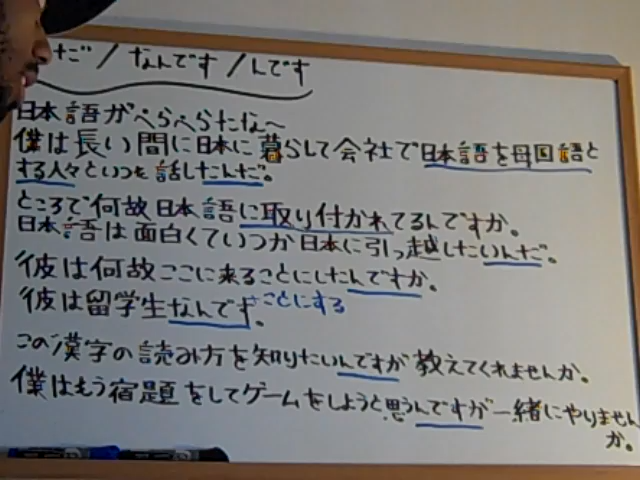 だ/なんです/んです
日本語がぺらぺらだな～
僕は長い間に日本に暮らして会社で日本語を母国語と
する人々といつも話したんだ。
ところで何故日本語に取り付かれてるんですか。
日本語は面白くていつか日本に引っ越したいんだ。
彼は何故ここに来ることにしたんですか。
彼は留学生なんです。ことにする
この漢字の読み方を知りたいんですが教えてくれませんか。
僕はもう宿題をしてゲームをしようと思うんですが一緒にやりません
か。